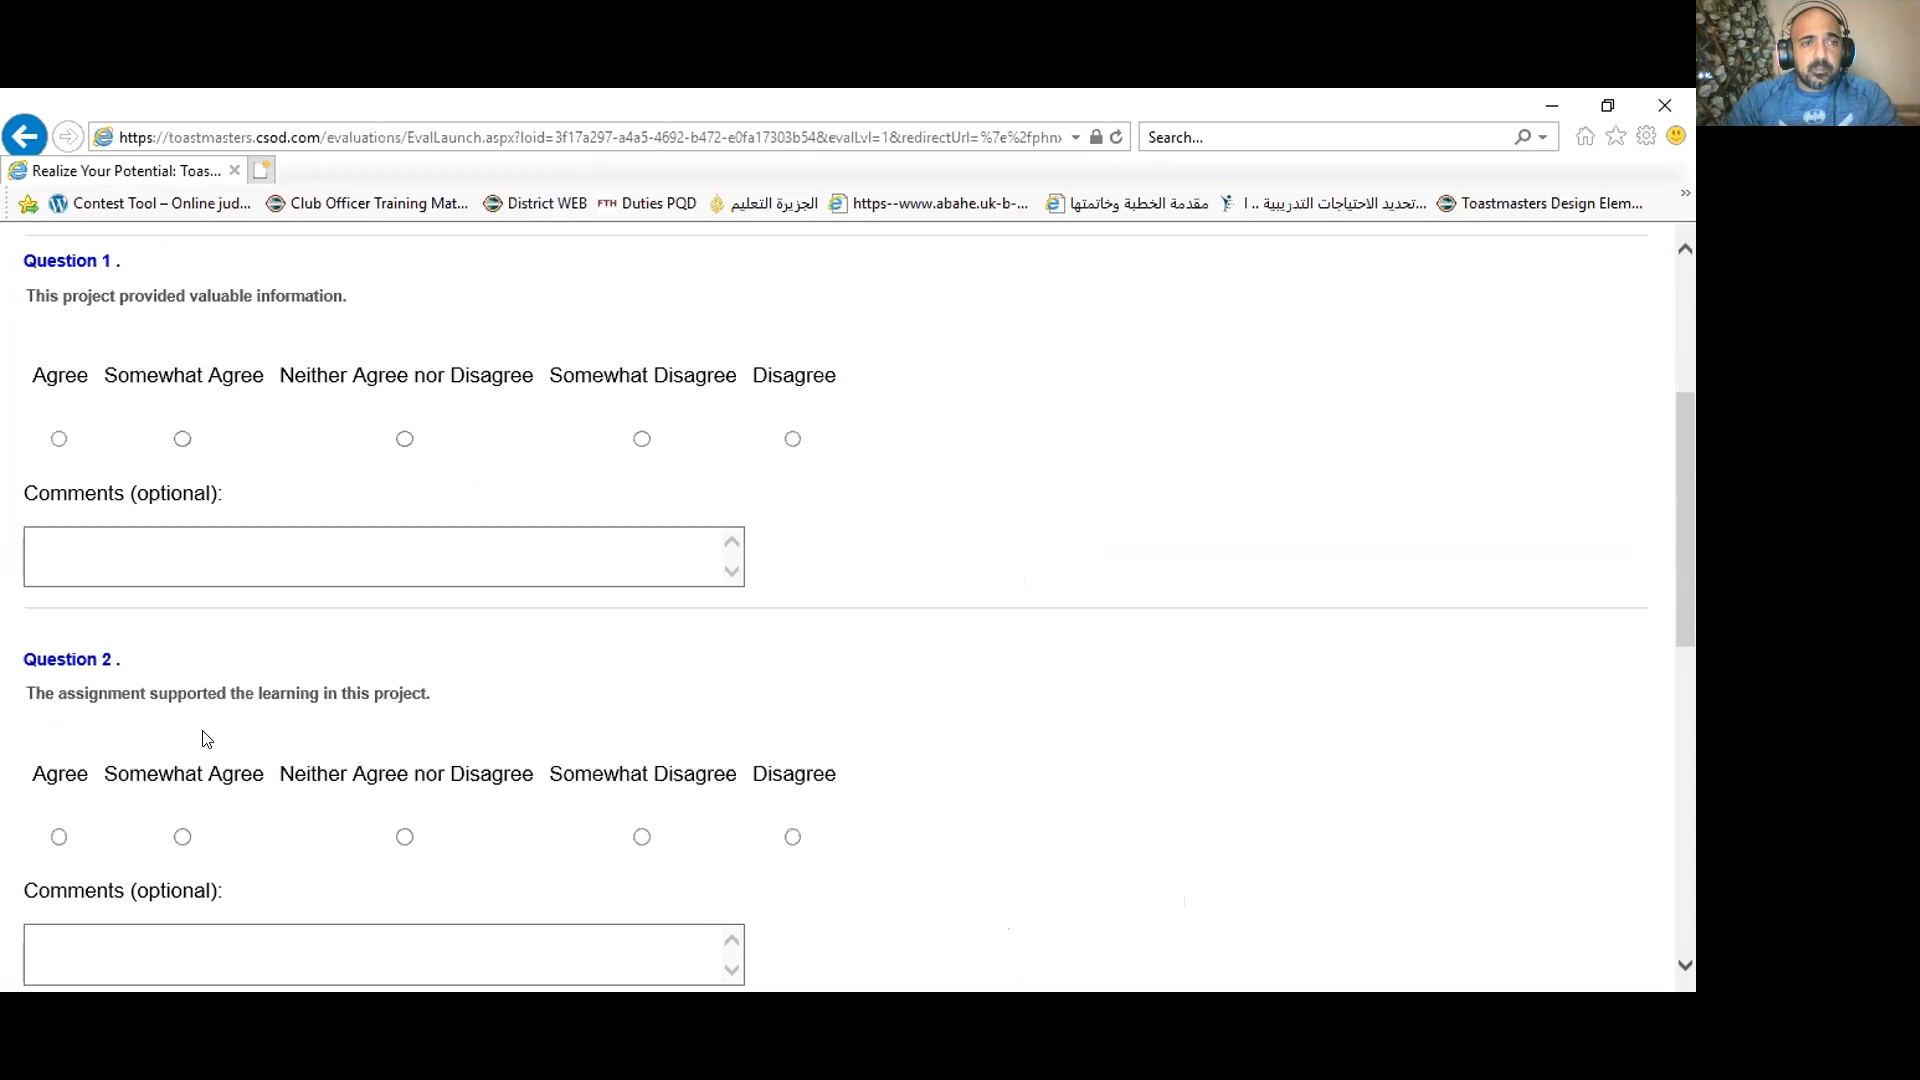 https://toastmasters.csod.com/evaluations/EvalLaunch.aspx?loid=3f17a297-a4a5-4692-b472-e0fa17303b54&evalLvl=1&redirectUrl=%7e%2fphnx
Search...
Realize Your Potential: Toas...
Contest Tool – Online jud...
Club Officer Training Mat...
District WEB
FTH Duties PQD
الجزيرة التعليم
https--www.abahe.uk-b-...
مقدمة الخطبة وخاتمتها
تحديد الاحتياجات التدريبية .. ا...
Toastmasters Design Elem...
Question 1 .
This project provided valuable information.
Agree Somewhat Agree Neither Agree nor Disagree Somewhat Disagree Disagree
Comments (optional):
Question 2 .
The assignment supported the learning in this project.
Agree Somewhat Agree Neither Agree nor Disagree Somewhat Disagree Disagree
Comments (optional):